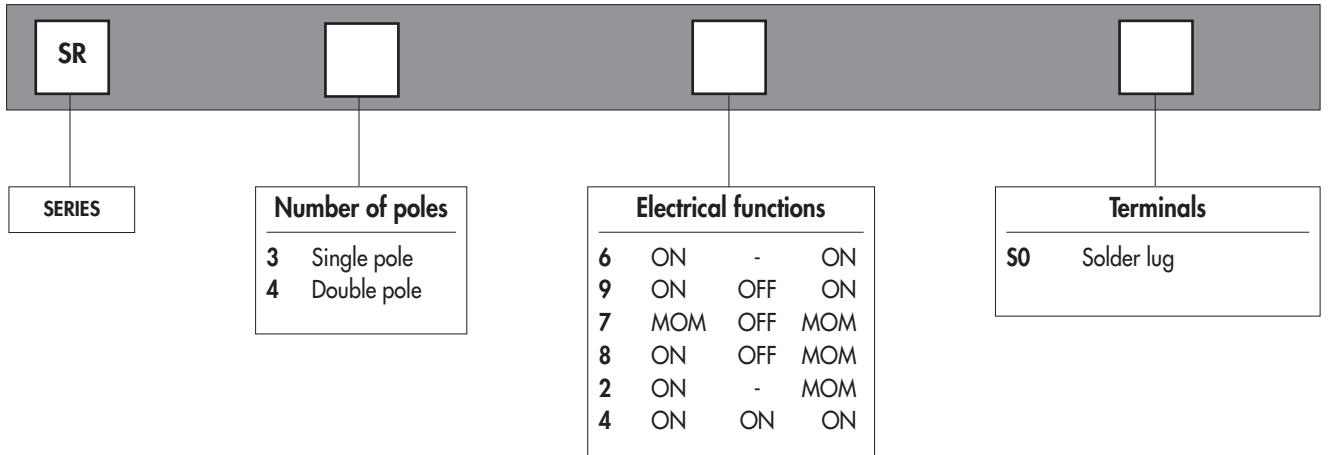 SR
SERIES
Number of poles
3 Single pole
4 Double pole
Electrical functions
6 ON - ON
9 ON OFF ON
7 MOM OFF MOM
8 ON OFF MOM
2 ON - MOM
4 ON ON ON
Terminals
S0 Solder lug